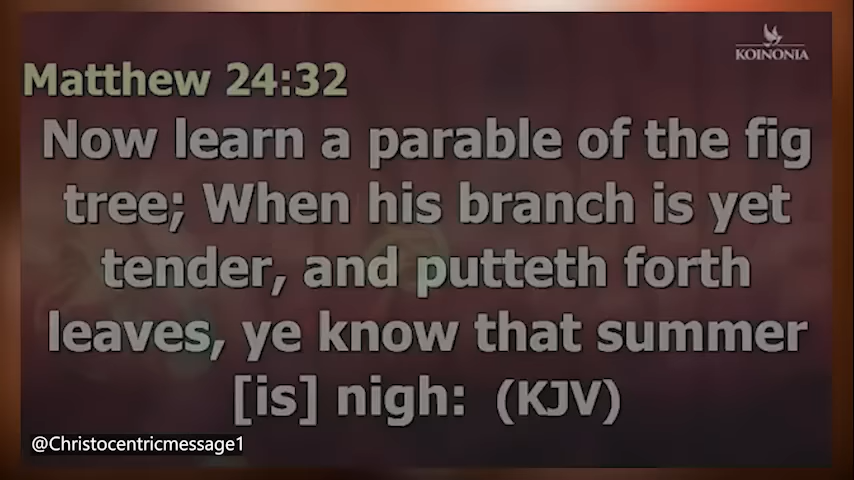 KOINONIA
Matthew 24:32
Now learn a parable of the fig
tree; When his branch is yet
tender, and putteth forth
leaves, ye know that summer
[is] nigh: (KJV)
@Christocentricmessage1